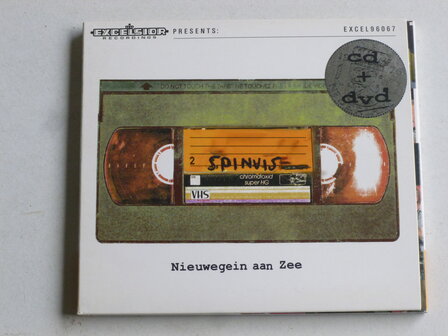 EXCELSIOR PRESENTS: EXCEL96067
RECORDINGS
cd
+
dvd
DO NOT TOUCH THE TAPE
2 SPINVIS
chromatoxd
super HG
VHS
Nieuwegein aan Zee